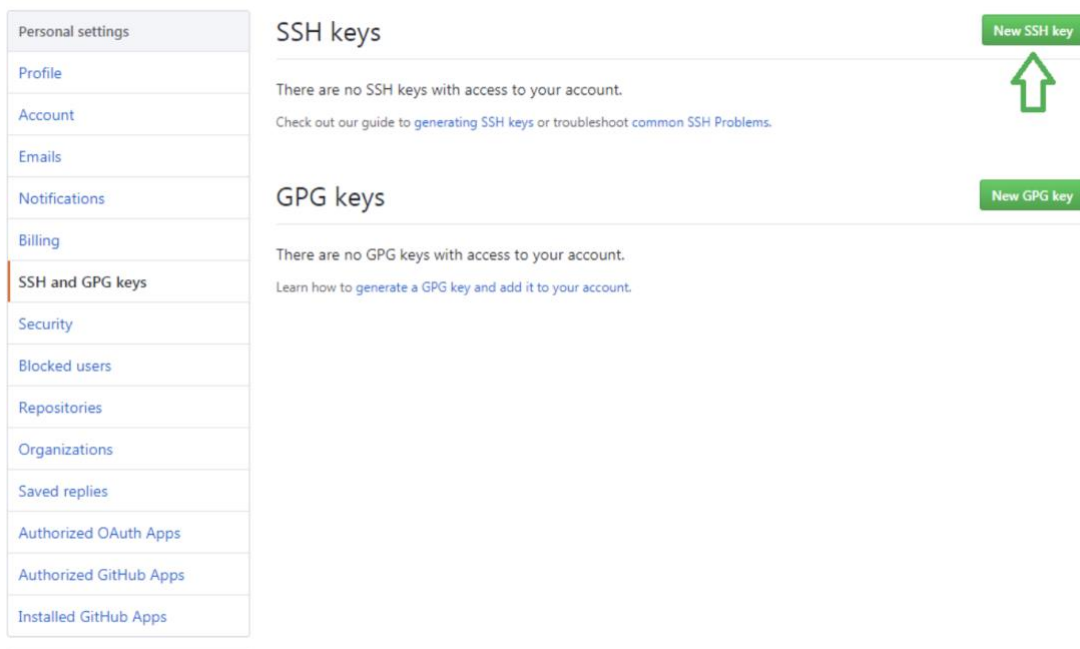 Personal settings
Profile
Account
Emails
Notifications
Billing
SSH and GPG keys
Security
Blocked users
Repositories
Organizations
Saved replies
Authorized OAuth Apps
Authorized GitHub Apps
Installed GitHub Apps
SSH keys
New SSH key
There are no SSH keys with access to your account.
Check out our guide to generating SSH keys or troubleshoot common SSH Problems.
GPG keys
New GPG key
There are no GPG keys with access to your account.
Learn how to generate a GPG key and add it to your account.